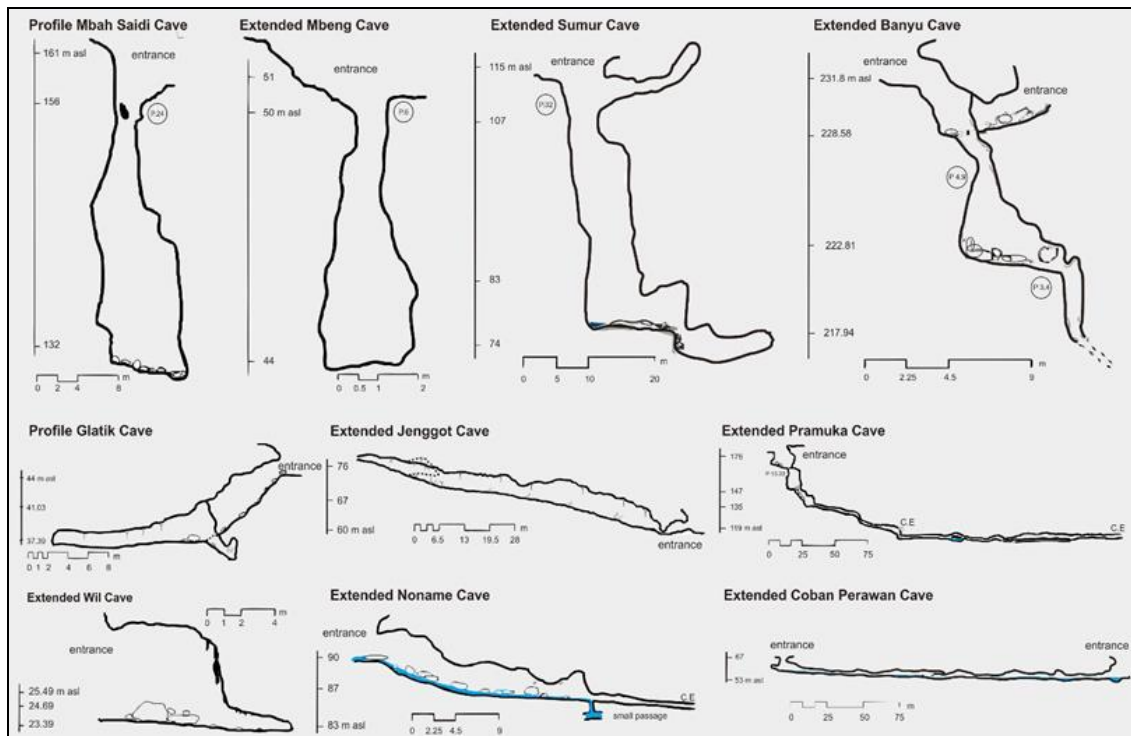 Profile Mbah Saidi Cave
161 m asl
entrance
156
P.24
132
m
0 2 4 8
Extended Mbeng Cave
entrance
51
50 m asl
P.6
44
m
0 0.5 1 2
Extended Sumur Cave
115 m asl
entrance
P.32
107
83
74
m
0 5 10 20
Extended Banyu Cave
231.8 m asl
entrance
228.58
P 4,9
222.81
P 3,4
217.94
m
0 2.25 4.5 9
Profile Glatik Cave
entrance
44 m asl
41.03
37.39
m
0 1 2 4 6 8
Extended Jenggot Cave
76
67
60 m asl
entrance
m
0 6.5 13 19.5 28
Extended Pramuka Cave
176
entrance
147
135
159 m asl
C.E
C.E
m
0 25 50 75
Extended Wil Cave
m
0 1 2 4
entrance
25.49 m asl
24.69
23.39
Extended Noname Cave
entrance
90
87
83 m asl
C.E
small passage
m
0 2.25 4.5 9
Extended Coban Perawan Cave
entrance
entrance
67
53 m asl
0 25 50 75